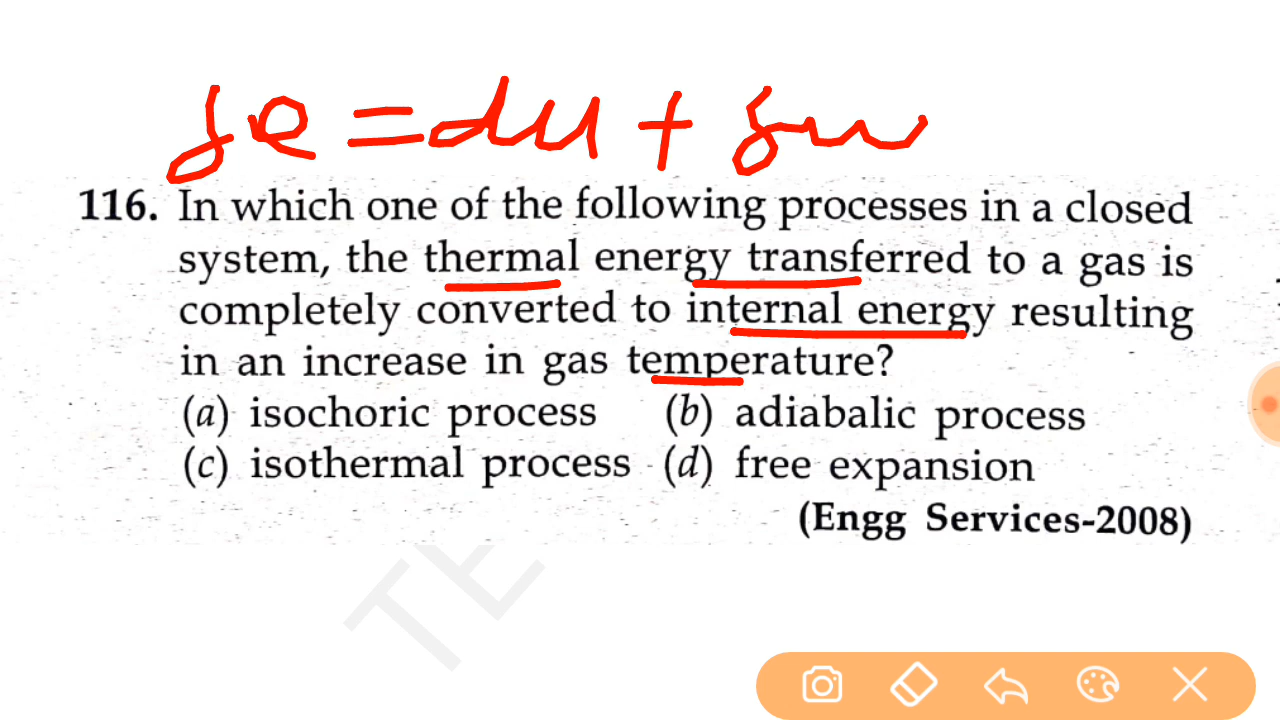 δQ = du + δw
116. In which one of the following processes in a closed
system, the thermal energy transferred to a gas is
completely converted to internal energy resulting
in an increase in gas temperature?
(a) isochoric process (b) adiabalic process
(c) isothermal process (d) free expansion
(Engg Services-2008)
TE